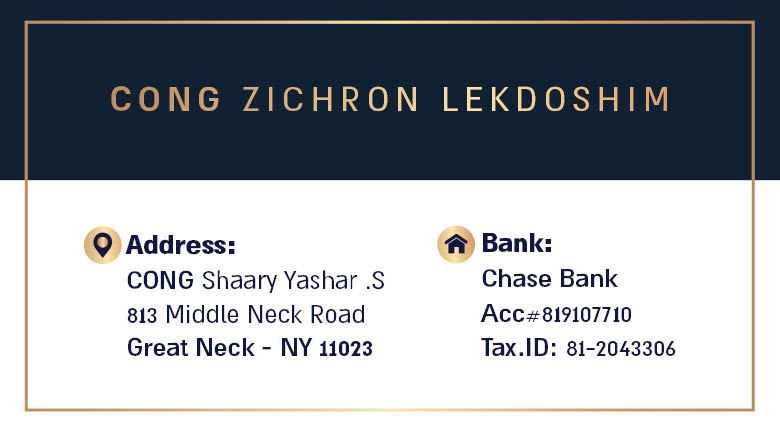 CONG ZICHRON LEKDOSHIM
Address:
CONG Shaary Yashar .S
813 Middle Neck Road
Great Neck - NY 11023
Bank:
Chase Bank
Acc#819107710
Tax.ID: 81-2043306